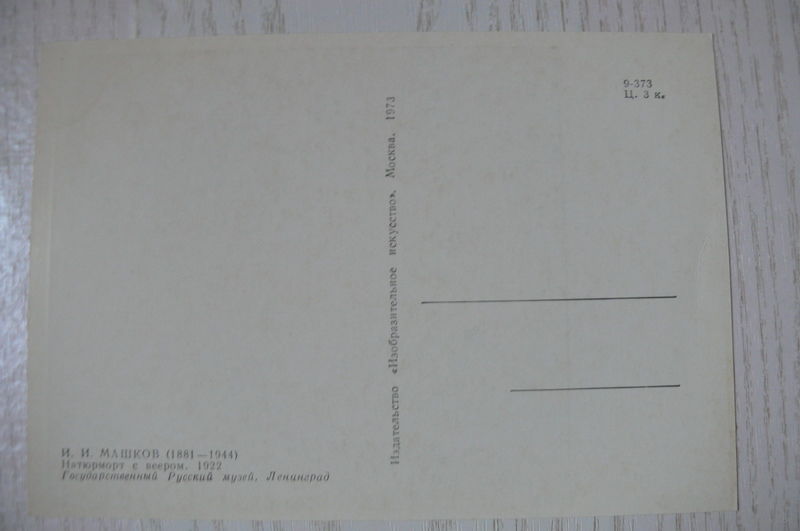 9-373
Ц. 3 к.
Издательство «Изобразительное искусство». Москва. 1973
И. И. МАШКОВ (1881—1944)
Натюрморт с веером. 1922
Государственный Русский музей, Ленинград